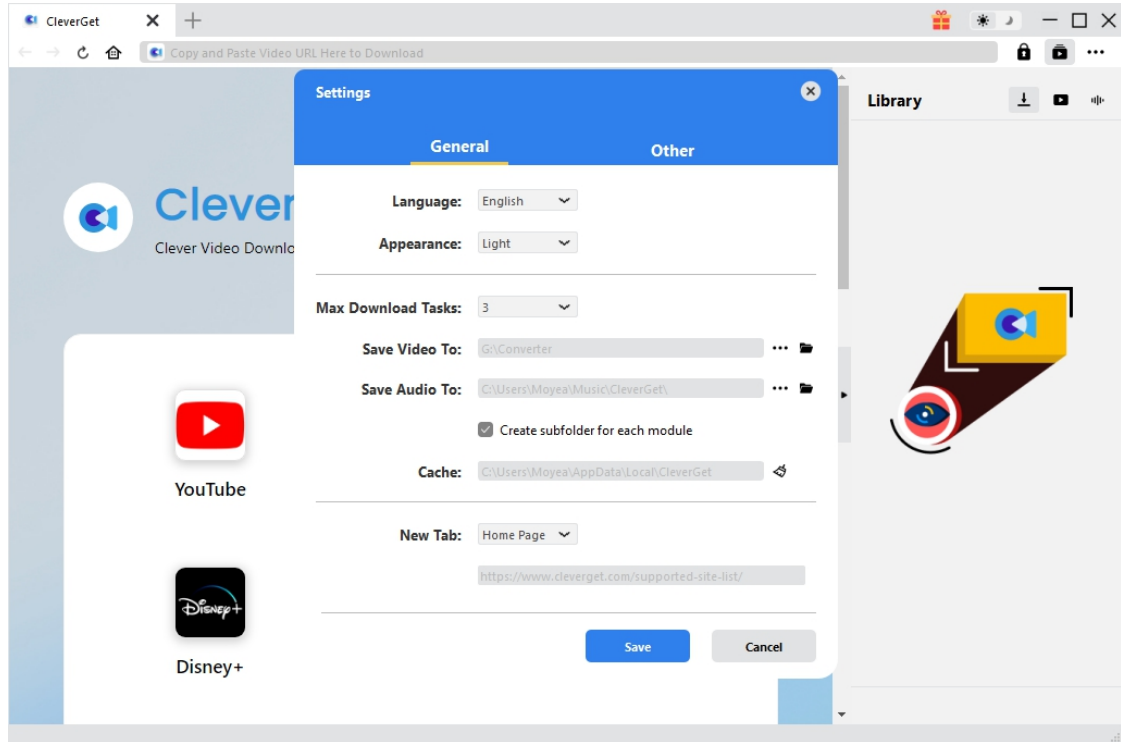 CleverGet
Copy and Paste Video URL Here to Download
Settings
General
Other
Library
Clever
Clever Video Downlo
Language:
English
Appearance:
Light
Max Download Tasks:
3
Save Video To:
G:\Converter
Save Audio To:
C:\Users\Moyea\Music\CleverGet\
Create subfolder for each module
Cache:
C:\Users\Moyea\AppData\Local\CleverGet
New Tab:
Home Page
https://www.cleverget.com/supported-site-list/
Save
Cancel
YouTube
Disney+
Disney+